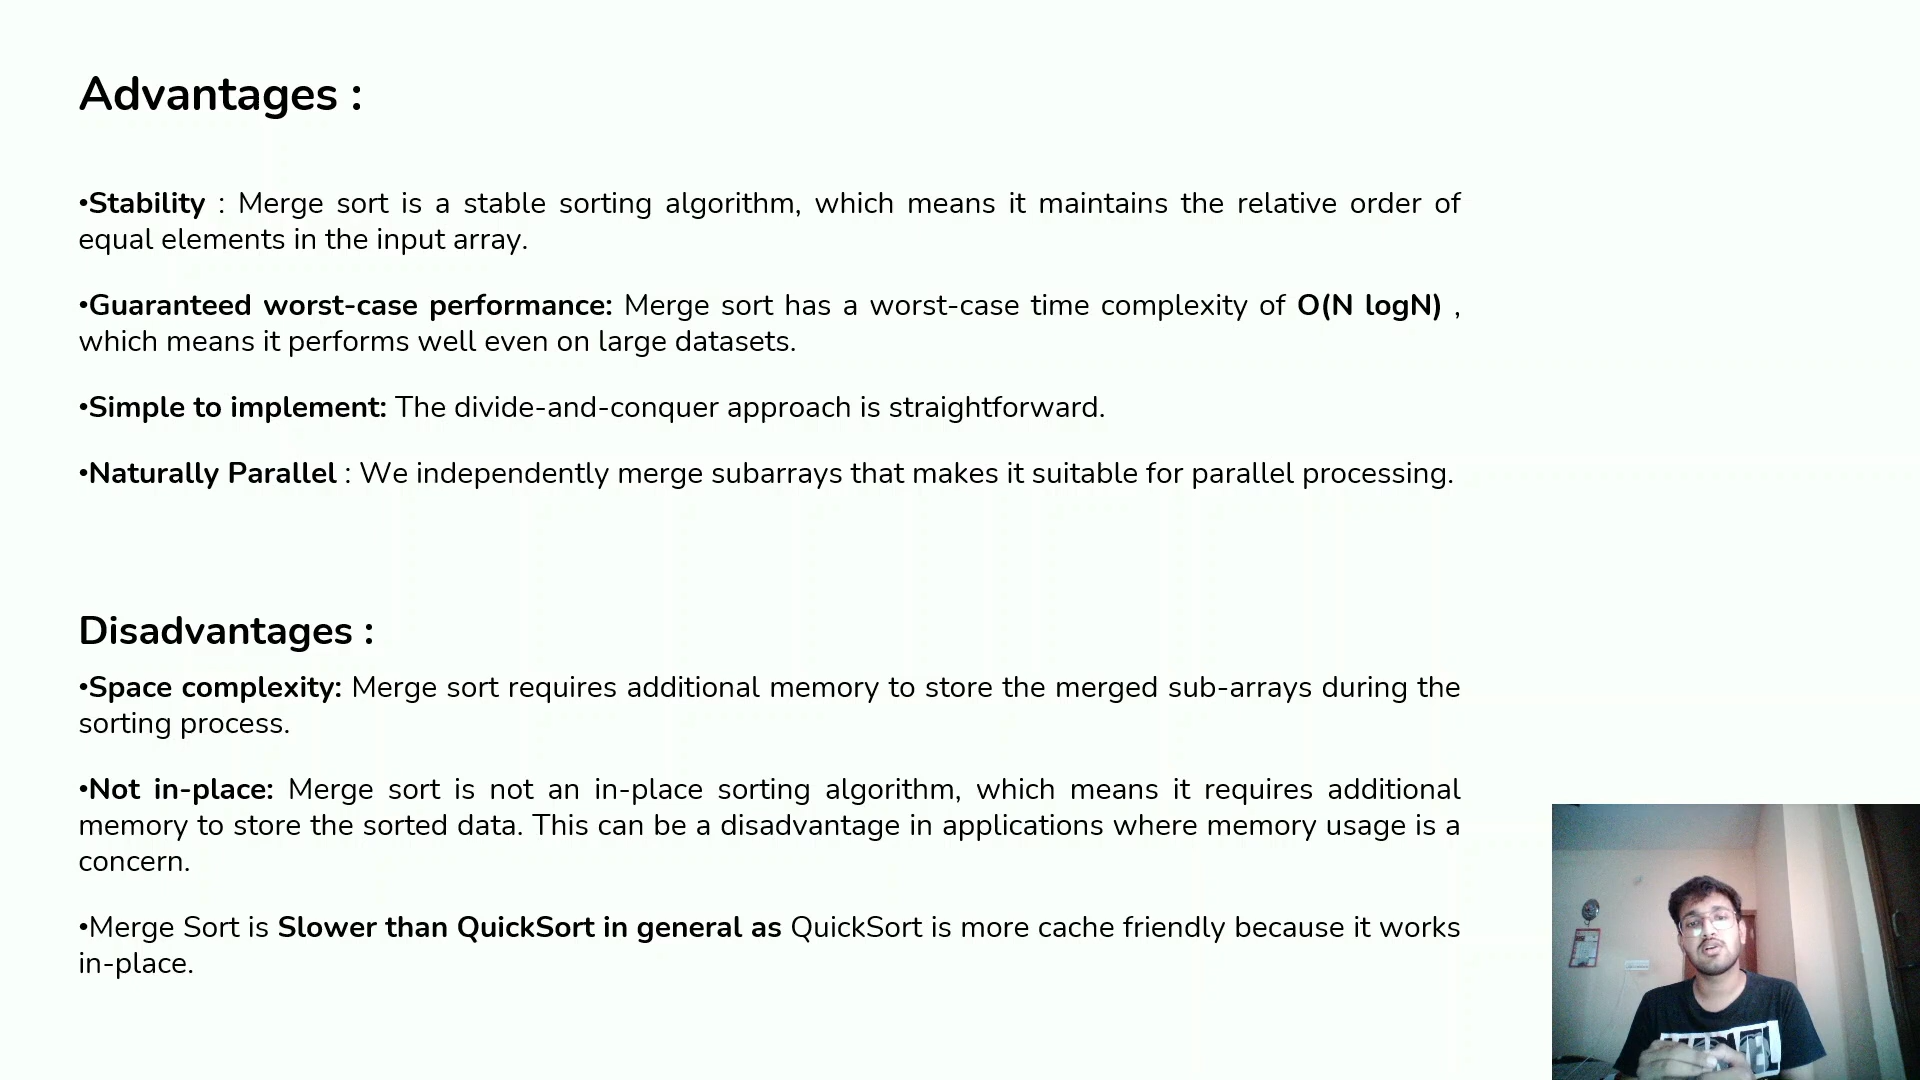 Advantages :
•Stability : Merge sort is a stable sorting algorithm, which means it maintains the relative order of
equal elements in the input array.
•Guaranteed worst-case performance: Merge sort has a worst-case time complexity of O(N logN) ,
which means it performs well even on large datasets.
•Simple to implement: The divide-and-conquer approach is straightforward.
•Naturally Parallel : We independently merge subarrays that makes it suitable for parallel processing.
Disadvantages :
•Space complexity: Merge sort requires additional memory to store the merged sub-arrays during the
sorting process.
•Not in-place: Merge sort is not an in-place sorting algorithm, which means it requires additional
memory to store the sorted data. This can be a disadvantage in applications where memory usage is a
concern.
•Merge Sort is Slower than QuickSort in general as QuickSort is more cache friendly because it works
in-place.